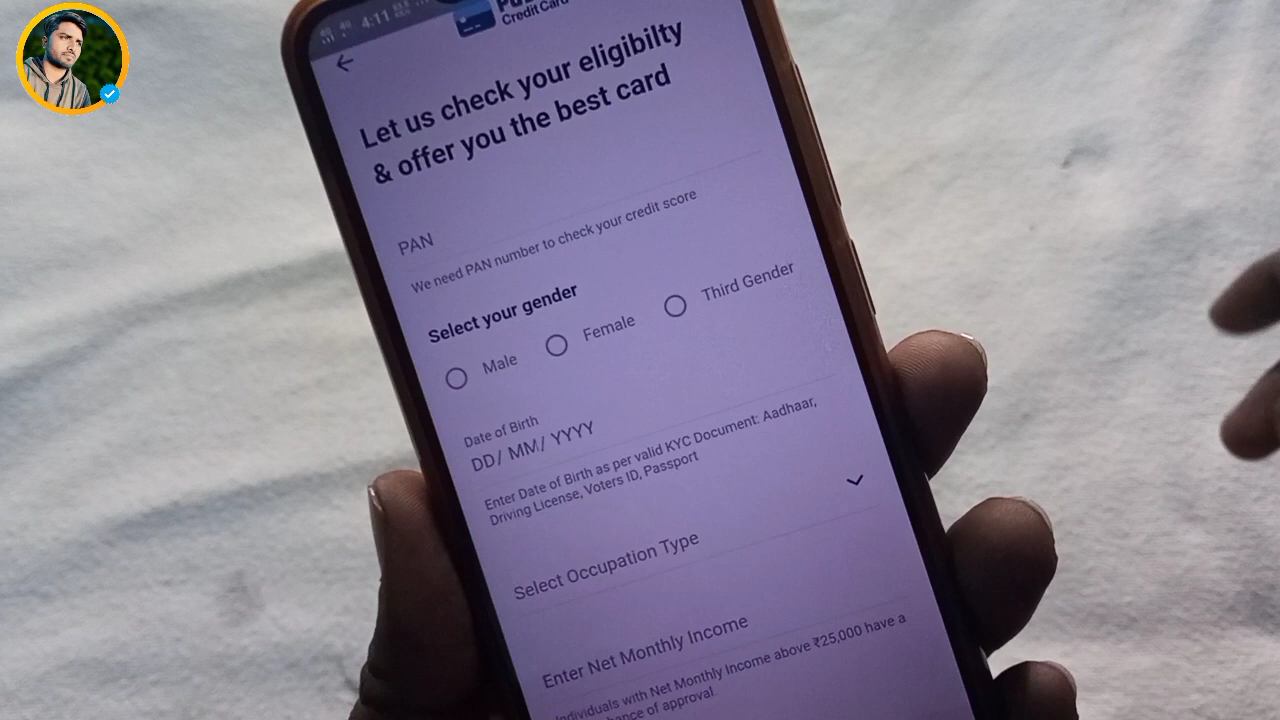 4G 4G 4:11
Credit Card
Let us check your eligibilty
& offer you the best card
PAN
We need PAN number to check your credit score
Select your gender
Male Female Third Gender
Date of Birth
DD/ MM/ YYYY
Enter Date of Birth as per valid KYC Document: Aadhaar,
Driving License, Voters ID, Passport
Select Occupation Type
Enter Net Monthly Income
Individuals with Net Monthly Income above ₹25,000 have a
of approval.